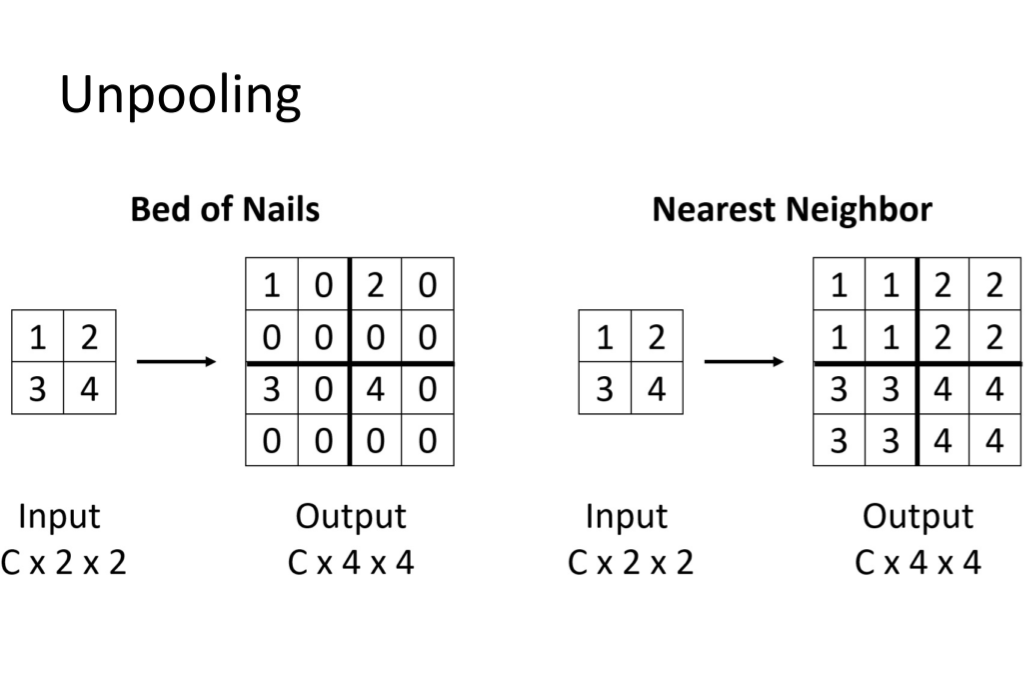 Unpooling
Bed of Nails
1 2
3 4
1 0 2 0
0 0 0 0
3 0 4 0
0 0 0 0
Input
C x 2 x 2
Output
C x 4 x 4
Nearest Neighbor
1 2
3 4
1 1 2 2
1 1 2 2
3 3 4 4
3 3 4 4
Input
C x 2 x 2
Output
C x 4 x 4